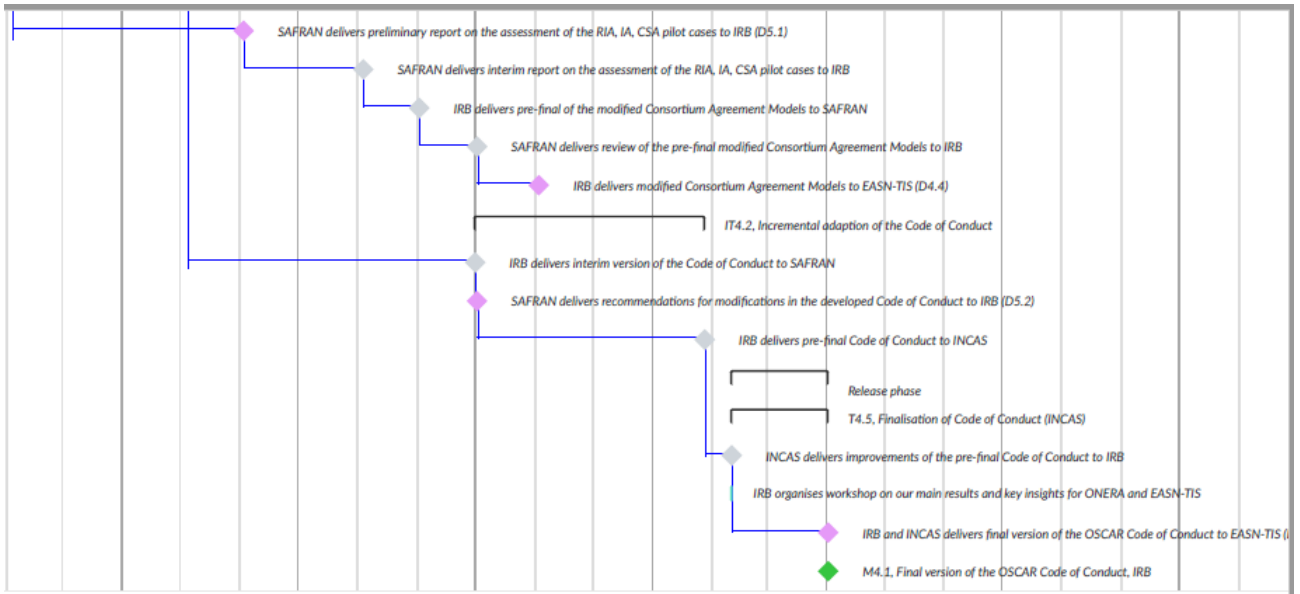 SAFRAN delivers preliminary report on the assessment of the RIA, IA, CSA pilot cases to IRB (D5.1)
SAFRAN delivers interim report on the assessment of the RIA, IA, CSA pilot cases to IRB
IRB delivers pre-final of the modified Consortium Agreement Models to SAFRAN
SAFRAN delivers review of the pre-final modified Consortium Agreement Models to IRB
IRB delivers modified Consortium Agreement Models to EASN-TIS (D4.4)
IT4.2, Incremental adaption of the Code of Conduct
IRB delivers interim version of the Code of Conduct to SAFRAN
SAFRAN delivers recommendations for modifications in the developed Code of Conduct to IRB (D5.2)
IRB delivers pre-final Code of Conduct to INCAS
Release phase
T4.5, Finalisation of Code of Conduct (INCAS)
INCAS delivers improvements of the pre-final Code of Conduct to IRB
IRB organises workshop on our main results and key insights for ONERA and EASN-TIS
IRB and INCAS delivers final version of the OSCAR Code of Conduct to EASN-TIS (
M4.1, Final version of the OSCAR Code of Conduct, IRB